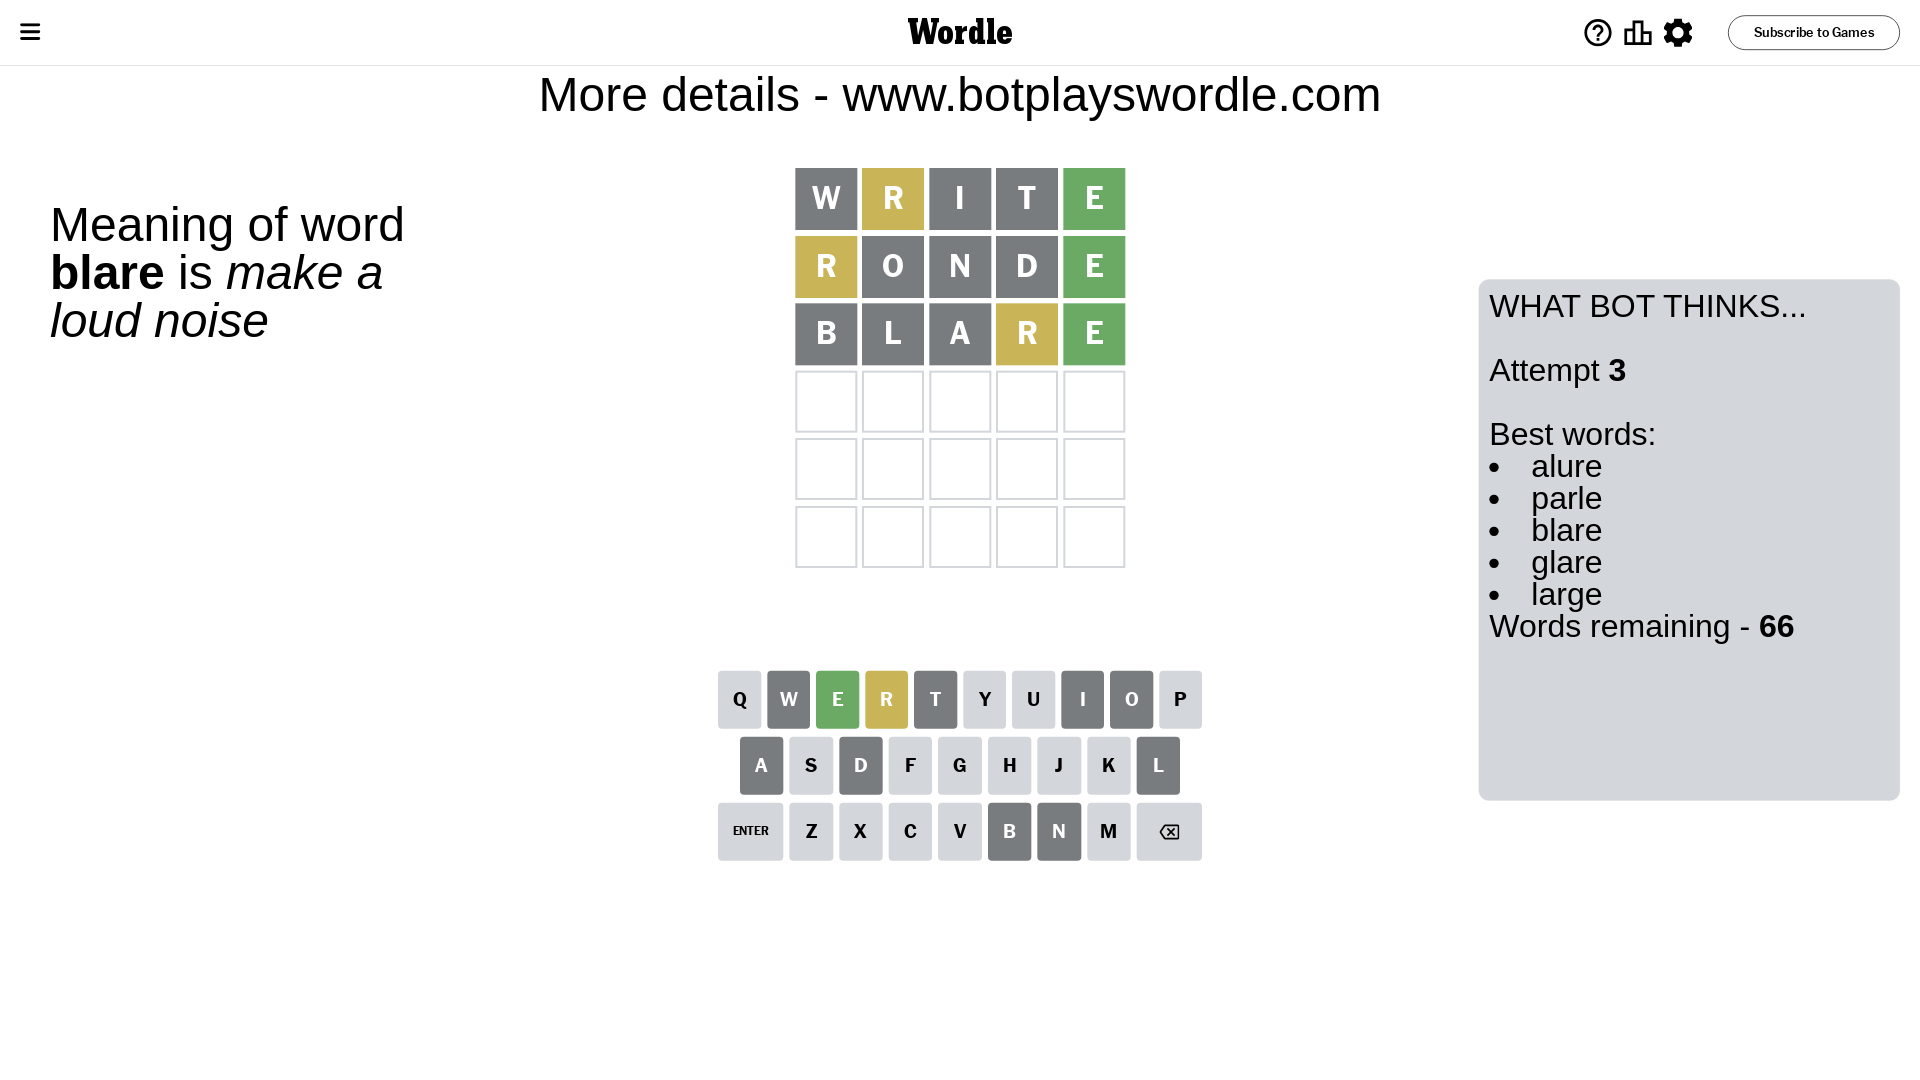 Wordle
Subscribe to Games
More details - www.botplayswordle.com
Meaning of word
blare is make a
loud noise
W R I T E
R O N D E
B L A R E
WHAT BOT THINKS...
Attempt 3
Best words:
• alure
• parle
• blare
• glare
• large
Words remaining - 66
Q W E R T Y U I O P
A S D F G H J K L
ENTER Z X C V B N M